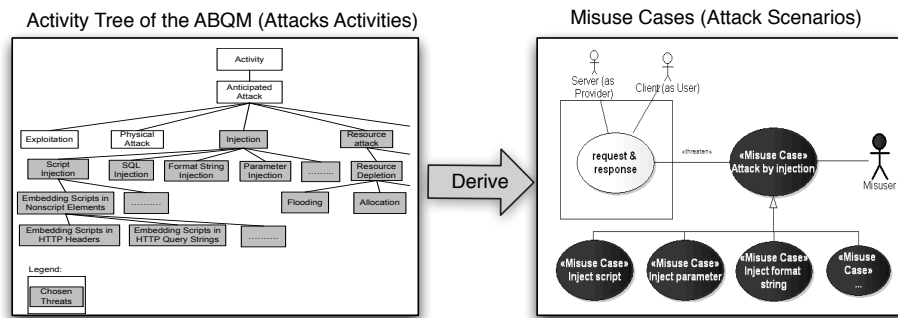 Activity Tree of the ABQM (Attacks Activities)
Activity
Anticipated
Attack
Exploitation
Physical
Attack
Injection
Resource
attack
Script
Injection
SQL
Injection
Format String
Injection
Parameter
Injection
..........
Resource
Depletion
Embedding Scripts in
Nonscript Elements
..........
Flooding
Allocation
Embedding Scripts in
HTTP Headers
Embedding Scripts in
HTTP Query Strings
..........
Legend:
Chosen
Threats
Derive
Misuse Cases (Attack Scenarios)
Server (as
Provider)
Client (as User)
request &
response
«threaten»
«Misuse Case»
Attack by injection
Misuser
«Misuse Case»
Inject script
«Misuse Case»
Inject parameter
«Misuse Case»
Inject format
string
«Misuse
Case»
...